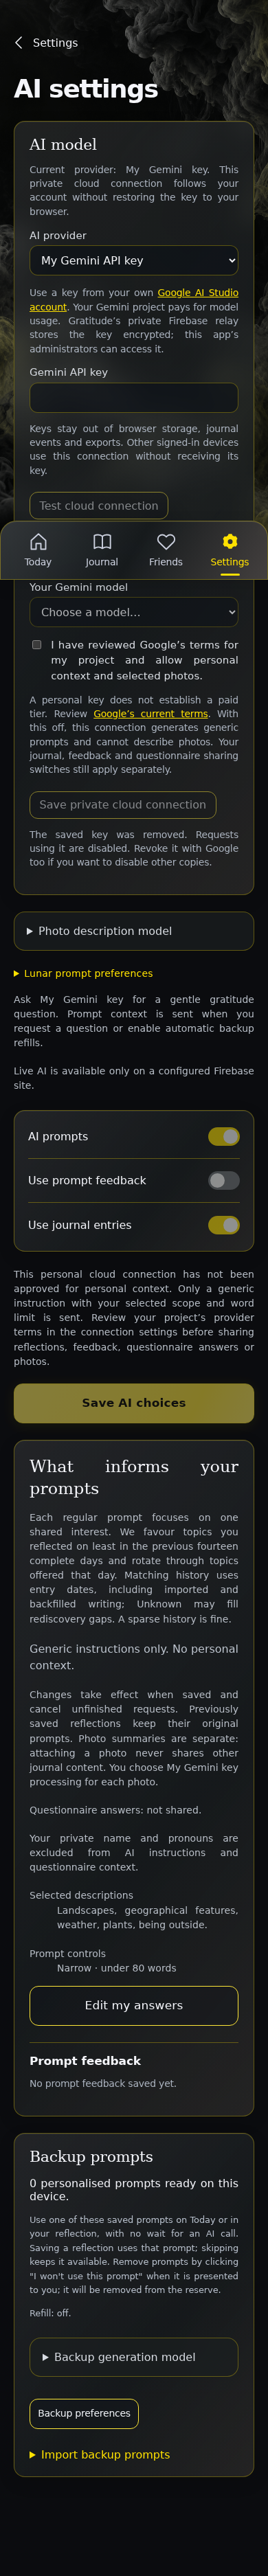 Settings
AI settings
AI model
Current provider: My Gemini key. This
private cloud connection follows your
account without restoring the key to your
browser.
AI provider
My Gemini API key
Use a key from your own Google AI Studio
account. Your Gemini project pays for model
usage. Gratitude's private Firebase relay
stores the key encrypted; this app's
administrators can access it.
Gemini API key
Keys stay out of browser storage, journal
events and exports. Other signed-in devices
use this connection without receiving its
key.
Test cloud connection
Today
Journal
Friends
Settings
Your Gemini model
Choose a model…
I have reviewed Google's terms for
my project and allow personal
context and selected photos.
A personal key does not establish a paid
tier. Review Google's current terms. With
this off, this connection generates generic
prompts and cannot describe photos. Your
journal, feedback and questionnaire sharing
switches still apply separately.
Save private cloud connection
The saved key was removed. Requests
using it are disabled. Revoke it with Google
too if you want to disable other copies.
▶ Photo description model
▶ Lunar prompt preferences
Ask My Gemini key for a gentle gratitude
question. Prompt context is sent when you
request a question or enable automatic backup
refills.
Live AI is available only on a configured Firebase
site.
AI prompts
Use prompt feedback
Use journal entries
This personal cloud connection has not been
approved for personal context. Only a generic
instruction with your selected scope and word
limit is sent. Review your project's provider
terms in the connection settings before sharing
reflections, feedback, questionnaire answers or
photos.
Save AI choices
What informs your
prompts
Each regular prompt focuses on one
shared interest. We favour topics you
reflected on least in the previous fourteen
complete days and rotate through topics
offered that day. Matching history uses
entry dates, including imported and
backfilled writing; Unknown may fill
rediscovery gaps. A sparse history is fine.
Generic instructions only. No personal
context.
Changes take effect when saved and
cancel unfinished requests. Previously
saved reflections keep their original
prompts. Photo summaries are separate:
attaching a photo never shares other
journal content. You choose My Gemini key
processing for each photo.
Questionnaire answers: not shared.
Your private name and pronouns are
excluded from AI instructions and
questionnaire context.
Selected descriptions
Landscapes, geographical features,
weather, plants, being outside.
Prompt controls
Narrow · under 80 words
Edit my answers
Prompt feedback
No prompt feedback saved yet.
Backup prompts
0 personalised prompts ready on this
device.
Use one of these saved prompts on Today or in
your reflection, with no wait for an AI call.
Saving a reflection uses that prompt; skipping
keeps it available. Remove prompts by clicking
"I won't use this prompt" when it is presented
to you; it will be removed from the reserve.
Refill: off.
▶ Backup generation model
Backup preferences
▶ Import backup prompts